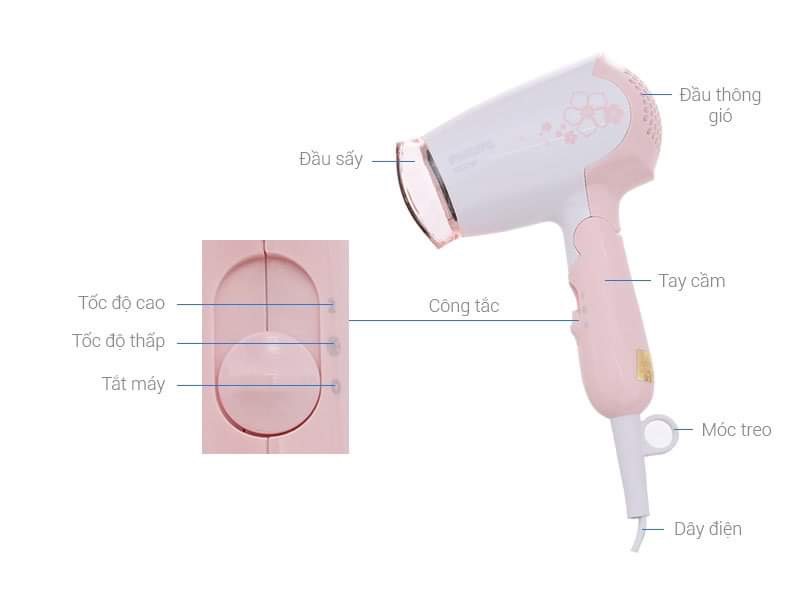 Đầu thông
gió
Đầu sấy
Tay cầm
Tốc độ cao
Công tắc
Tốc độ thấp
Tắt máy
Móc treo
Dây điện